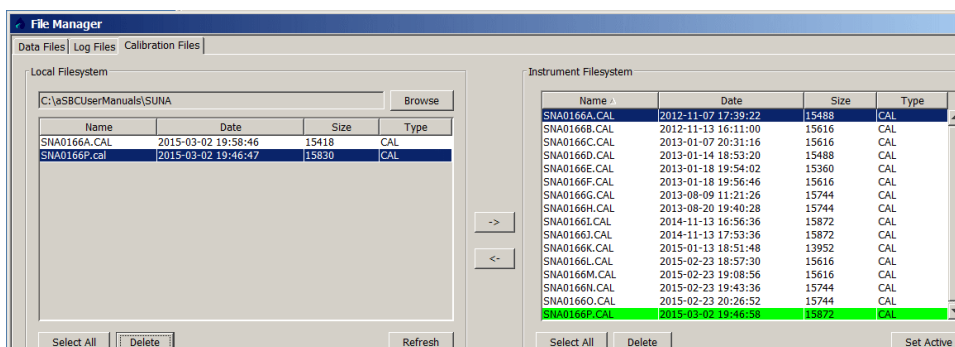 File Manager
Data Files Log Files Calibration Files
Local Filesystem
C:\aSBCUserManuals\SUNA Browse
Name Date Size Type
SNA0166A.CAL 2015-03-02 19:58:46 15418 CAL
SNA0166P.cal 2015-03-02 19:46:47 15830 CAL
Select All Delete Refresh
->
<-
Instrument Filesystem
Name Date Size Type
SNA0166A.CAL 2012-11-07 17:39:22 15488 CAL
SNA0166B.CAL 2012-11-13 16:11:00 15616 CAL
SNA0166C.CAL 2013-01-07 20:31:16 15616 CAL
SNA0166D.CAL 2013-01-14 18:53:20 15488 CAL
SNA0166E.CAL 2013-01-18 19:54:02 15360 CAL
SNA0166F.CAL 2013-01-18 19:56:46 15616 CAL
SNA0166G.CAL 2013-08-09 11:21:26 15744 CAL
SNA0166H.CAL 2013-08-20 19:40:28 15744 CAL
SNA0166I.CAL 2014-11-13 16:56:36 15872 CAL
SNA0166J.CAL 2014-11-13 17:53:36 15872 CAL
SNA0166K.CAL 2015-01-13 18:51:48 13952 CAL
SNA0166L.CAL 2015-02-23 18:57:30 15616 CAL
SNA0166M.CAL 2015-02-23 19:08:56 15616 CAL
SNA0166N.CAL 2015-02-23 19:43:36 15744 CAL
SNA0166O.CAL 2015-02-23 20:26:52 15744 CAL
SNA0166P.CAL 2015-03-02 19:46:58 15872 CAL
Select All Delete Set Active